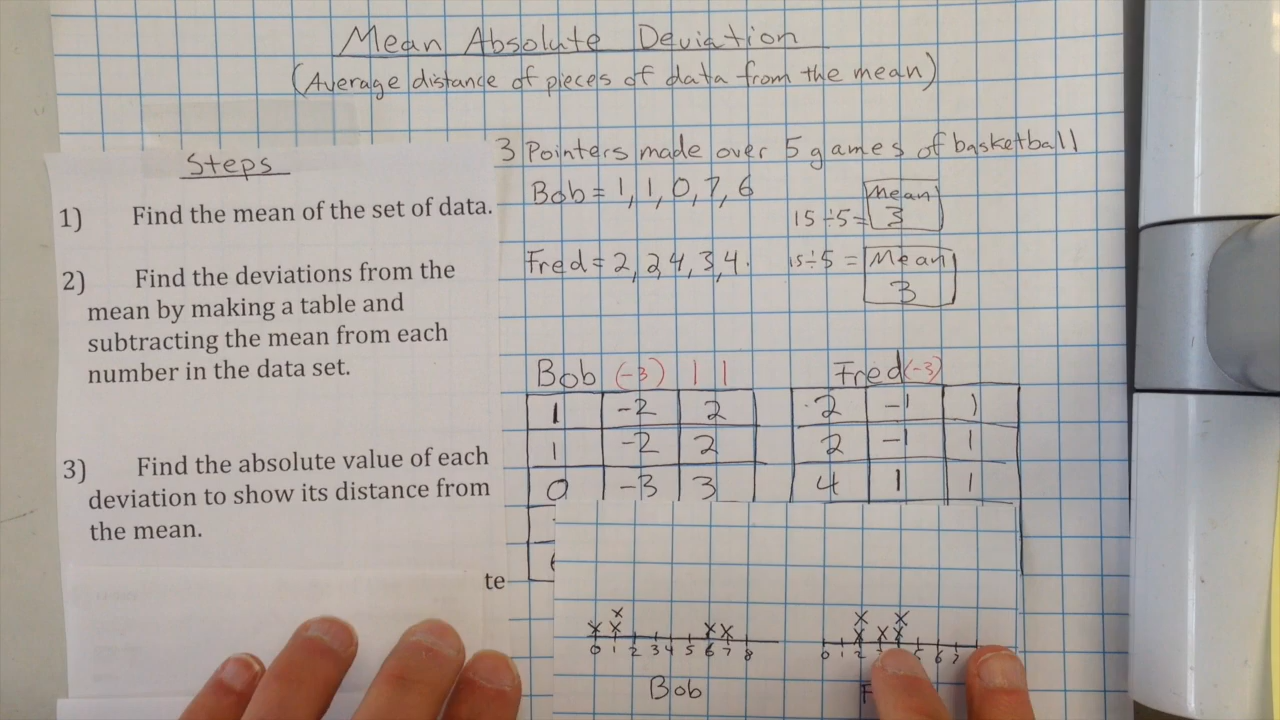 Mean Absolute Deviation
(Average distance of pieces of data from the mean)
Steps
1) Find the mean of the set of data.
2) Find the deviations from the
mean by making a table and
subtracting the mean from each
number in the data set.
3) Find the absolute value of each
deviation to show its distance from
the mean.
te
3 Pointers made over 5 games of basketball
Bob = 1, 1, 0, 7, 6
15 ÷ 5 = Mean
3
Fred = 2, 2, 4, 3, 4.
15 ÷ 5 = Mean
3
Bob (-3) | |
1 -2 2
1 -2 2
0 -3 3
Fred (-3)
2 -1 1
2 -1 1
4 1 1
x
x x x x
0 1 2 3 4 5 6 7 8
Bob
x x
x x x
0 1 2 5 6 7
F